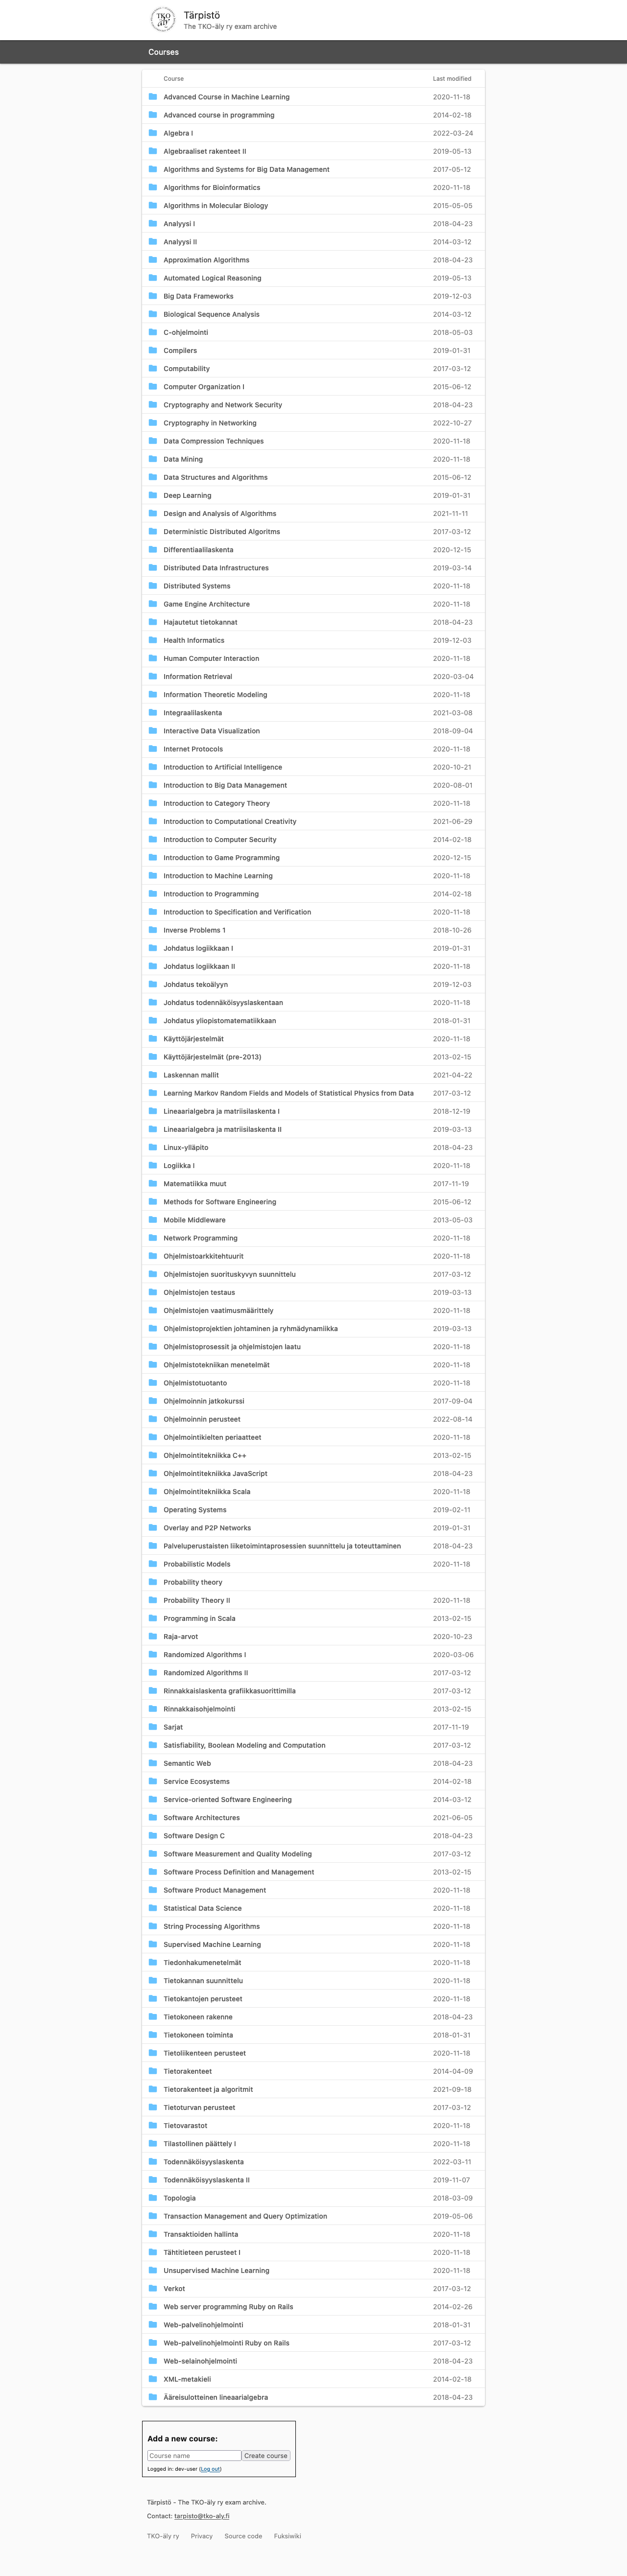 TKO-
äly
Tärpistö
The TKO-äly ry exam archive
Courses
Course Last modified
Advanced Course in Machine Learning 2020-11-18
Advanced course in programming 2014-02-18
Algebra I 2022-03-24
Algebraaliset rakenteet II 2019-05-13
Algorithms and Systems for Big Data Management 2017-05-12
Algorithms for Bioinformatics 2020-11-18
Algorithms in Molecular Biology 2015-05-05
Analyysi I 2018-04-23
Analyysi II 2014-03-12
Approximation Algorithms 2018-04-23
Automated Logical Reasoning 2019-05-13
Big Data Frameworks 2019-12-03
Biological Sequence Analysis 2014-03-12
C-ohjelmointi 2018-05-03
Compilers 2019-01-31
Computability 2017-03-12
Computer Organization I 2015-06-12
Cryptography and Network Security 2018-04-23
Cryptography in Networking 2022-10-27
Data Compression Techniques 2020-11-18
Data Mining 2020-11-18
Data Structures and Algorithms 2015-06-12
Deep Learning 2019-01-31
Design and Analysis of Algorithms 2021-11-11
Deterministic Distributed Algoritms 2017-03-12
Differentiaalilaskenta 2020-12-15
Distributed Data Infrastructures 2019-03-14
Distributed Systems 2020-11-18
Game Engine Architecture 2020-11-18
Hajautetut tietokannat 2018-04-23
Health Informatics 2019-12-03
Human Computer Interaction 2020-11-18
Information Retrieval 2020-03-04
Information Theoretic Modeling 2020-11-18
Integraalilaskenta 2021-03-08
Interactive Data Visualization 2018-09-04
Internet Protocols 2020-11-18
Introduction to Artificial Intelligence 2020-10-21
Introduction to Big Data Management 2020-08-01
Introduction to Category Theory 2020-11-18
Introduction to Computational Creativity 2021-06-29
Introduction to Computer Security 2014-02-18
Introduction to Game Programming 2020-12-15
Introduction to Machine Learning 2020-11-18
Introduction to Programming 2014-02-18
Introduction to Specification and Verification 2020-11-18
Inverse Problems 1 2018-10-26
Johdatus logiikkaan I 2019-01-31
Johdatus logiikkaan II 2020-11-18
Johdatus tekoälyyn 2019-12-03
Johdatus todennäköisyyslaskentaan 2020-11-18
Johdatus yliopistomatematiikkaan 2018-01-31
Käyttöjärjestelmät 2020-11-18
Käyttöjärjestelmät (pre-2013) 2013-02-15
Laskennan mallit 2021-04-22
Learning Markov Random Fields and Models of Statistical Physics from Data 2017-03-12
Lineaarialgebra ja matriisilaskenta I 2018-12-19
Lineaarialgebra ja matriisilaskenta II 2019-03-13
Linux-ylläpito 2018-04-23
Logiikka I 2020-11-18
Matematiikka muut 2017-11-19
Methods for Software Engineering 2015-06-12
Mobile Middleware 2013-05-03
Network Programming 2020-11-18
Ohjelmistoarkkitehtuurit 2020-11-18
Ohjelmistojen suorituskyvyn suunnittelu 2017-03-12
Ohjelmistojen testaus 2019-03-13
Ohjelmistojen vaatimusmäärittely 2020-11-18
Ohjelmistoprojektien johtaminen ja ryhmädynamiikka 2019-03-13
Ohjelmistoprosessit ja ohjelmistojen laatu 2020-11-18
Ohjelmistotekniikan menetelmät 2020-11-18
Ohjelmistotuotanto 2020-11-18
Ohjelmoinnin jatkokurssi 2017-09-04
Ohjelmoinnin perusteet 2022-08-14
Ohjelmointikielten periaatteet 2020-11-18
Ohjelmointitekniikka C++ 2013-02-15
Ohjelmointitekniikka JavaScript 2018-04-23
Ohjelmointitekniikka Scala 2020-11-18
Operating Systems 2019-02-11
Overlay and P2P Networks 2019-01-31
Palveluperustaisten liiketoimintaprosessien suunnittelu ja toteuttaminen 2018-04-23
Probabilistic Models 2020-11-18
Probability theory
Probability Theory II 2020-11-18
Programming in Scala 2013-02-15
Raja-arvot 2020-10-23
Randomized Algorithms I 2020-03-06
Randomized Algorithms II 2017-03-12
Rinnakkaislaskenta grafiikkasuorittimilla 2017-03-12
Rinnakkaisohjelmointi 2013-02-15
Sarjat 2017-11-19
Satisfiability, Boolean Modeling and Computation 2017-03-12
Semantic Web 2018-04-23
Service Ecosystems 2014-02-18
Service-oriented Software Engineering 2014-03-12
Software Architectures 2021-06-05
Software Design C 2018-04-23
Software Measurement and Quality Modeling 2017-03-12
Software Process Definition and Management 2013-02-15
Software Product Management 2020-11-18
Statistical Data Science 2020-11-18
String Processing Algorithms 2020-11-18
Supervised Machine Learning 2020-11-18
Tiedonhakumenetelmät 2020-11-18
Tietokannan suunnittelu 2020-11-18
Tietokantojen perusteet 2020-11-18
Tietokoneen rakenne 2018-04-23
Tietokoneen toiminta 2018-01-31
Tietoliikenteen perusteet 2020-11-18
Tietorakenteet 2014-04-09
Tietorakenteet ja algoritmit 2021-09-18
Tietoturvan perusteet 2017-03-12
Tietovarastot 2020-11-18
Tilastollinen päättely I 2020-11-18
Todennäköisyyslaskenta 2022-03-11
Todennäköisyyslaskenta II 2019-11-07
Topologia 2018-03-09
Transaction Management and Query Optimization 2019-05-06
Transaktioiden hallinta 2020-11-18
Tähtitieteen perusteet I 2020-11-18
Unsupervised Machine Learning 2020-11-18
Verkot 2017-03-12
Web server programming Ruby on Rails 2014-02-26
Web-palvelinohjelmointi 2018-01-31
Web-palvelinohjelmointi Ruby on Rails 2017-03-12
Web-selainohjelmointi 2018-04-23
XML-metakieli 2014-02-18
Ääreisulotteinen lineaarialgebra 2018-04-23
Add a new course:
Course name Create course
Logged in: dev-user (Log out)
Tärpistö - The TKO-äly ry exam archive.
Contact: tarpisto@tko-aly.fi
TKO-äly ry Privacy Source code Fuksiwiki